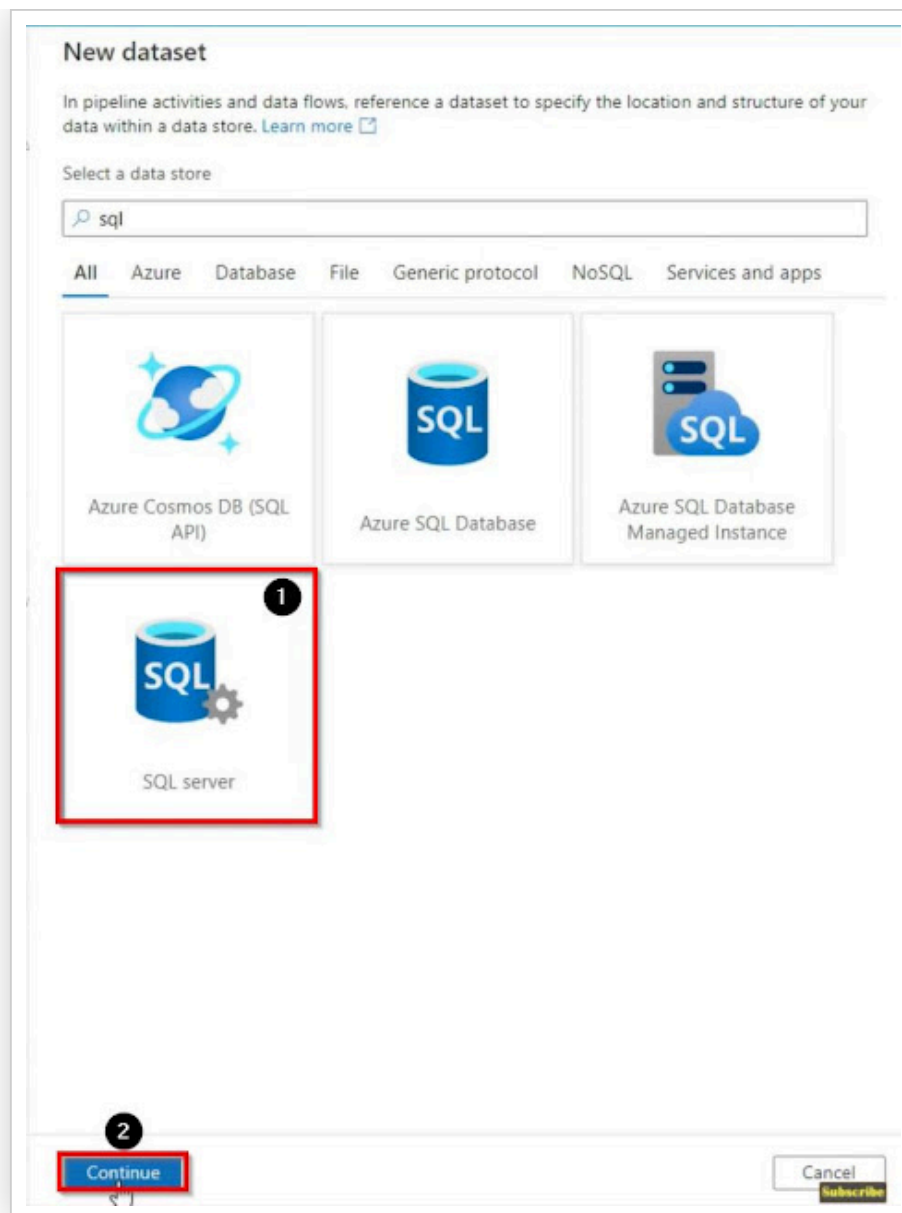 New dataset
In pipeline activities and data flows, reference a dataset to specify the location and structure of your
data within a data store. Learn more
Select a data store
sql
All Azure Database File Generic protocol NoSQL Services and apps
SQL
SQL
Azure Cosmos DB (SQL
API)
Azure SQL Database
Azure SQL Database
Managed Instance
1
SQL
SQL server
2
Continue
Cancel
Subscribe